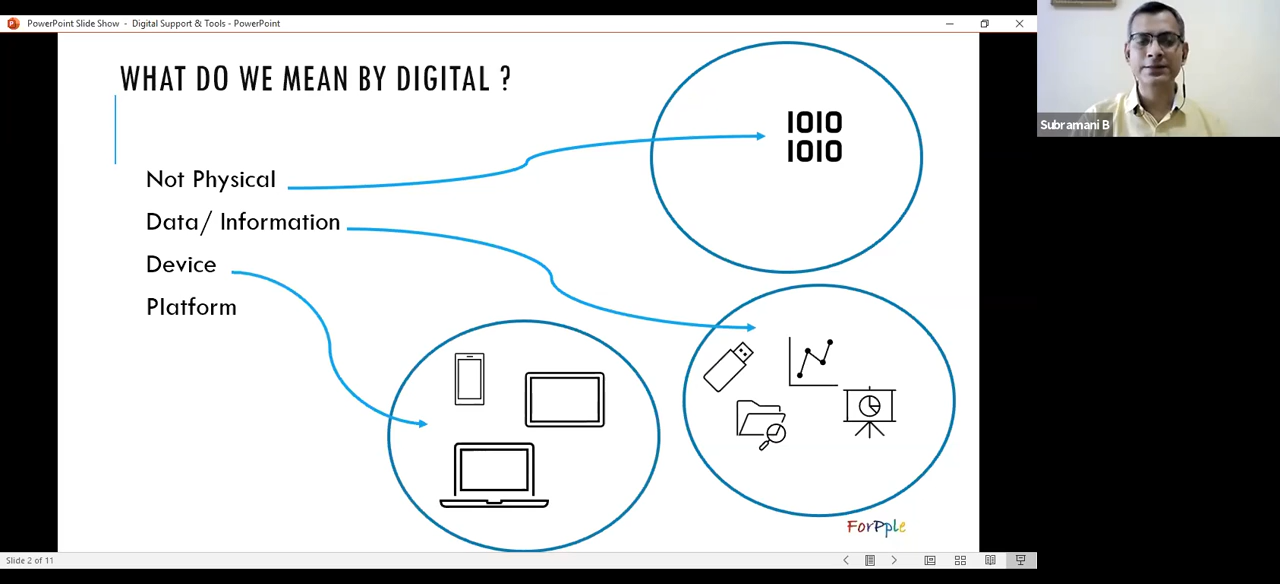 PowerPoint Slide Show - Digital Support & Tools - PowerPoint
WHAT DO WE MEAN BY DIGITAL ?
1010
1010
Not Physical
Data/ Information
Device
Platform
ForPple
Slide 2 of 11
Subramani B